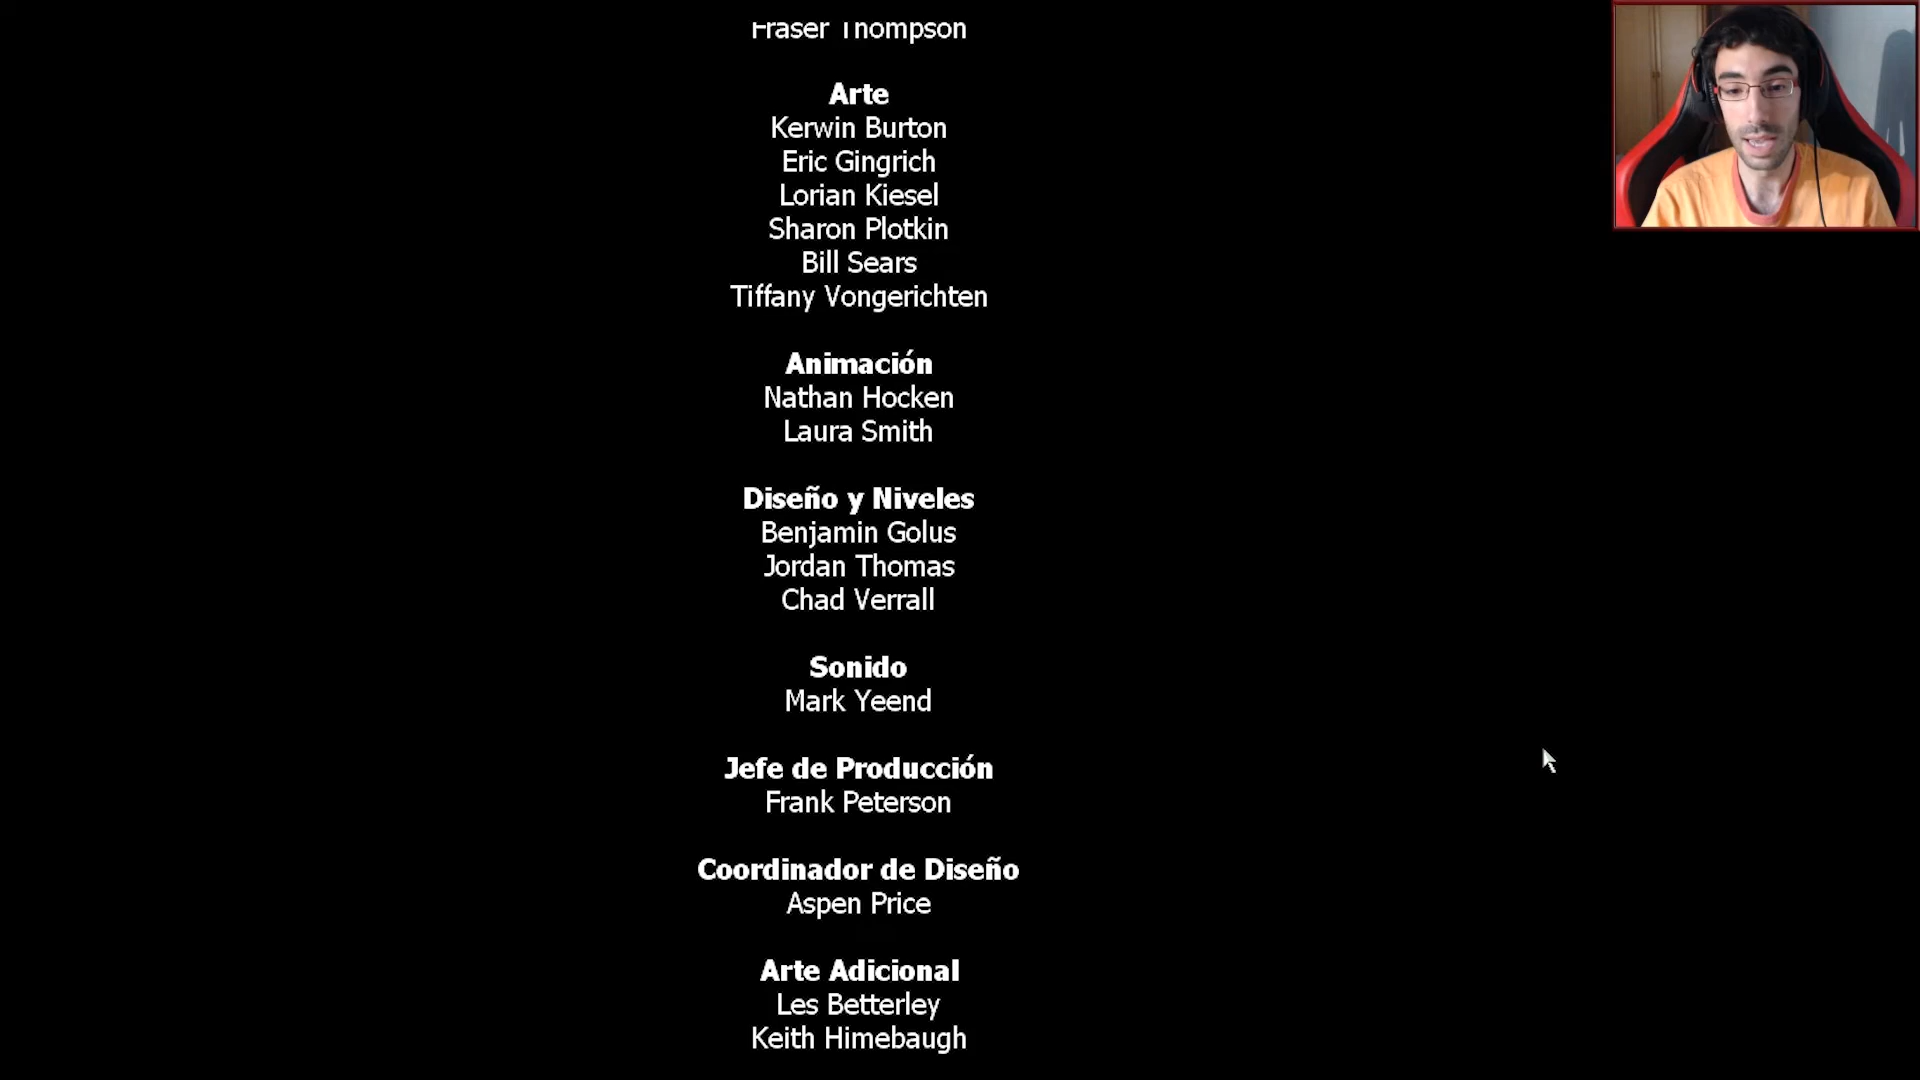 Fraser Thompson
Arte
Kerwin Burton
Eric Gingrich
Lorian Kiesel
Sharon Plotkin
Bill Sears
Tiffany Vongerichten
Animación
Nathan Hocken
Laura Smith
Diseño y Niveles
Benjamin Golus
Jordan Thomas
Chad Verrall
Sonido
Mark Yeend
Jefe de Producción
Frank Peterson
Coordinador de Diseño
Aspen Price
Arte Adicional
Les Betterley
Keith Himebaugh